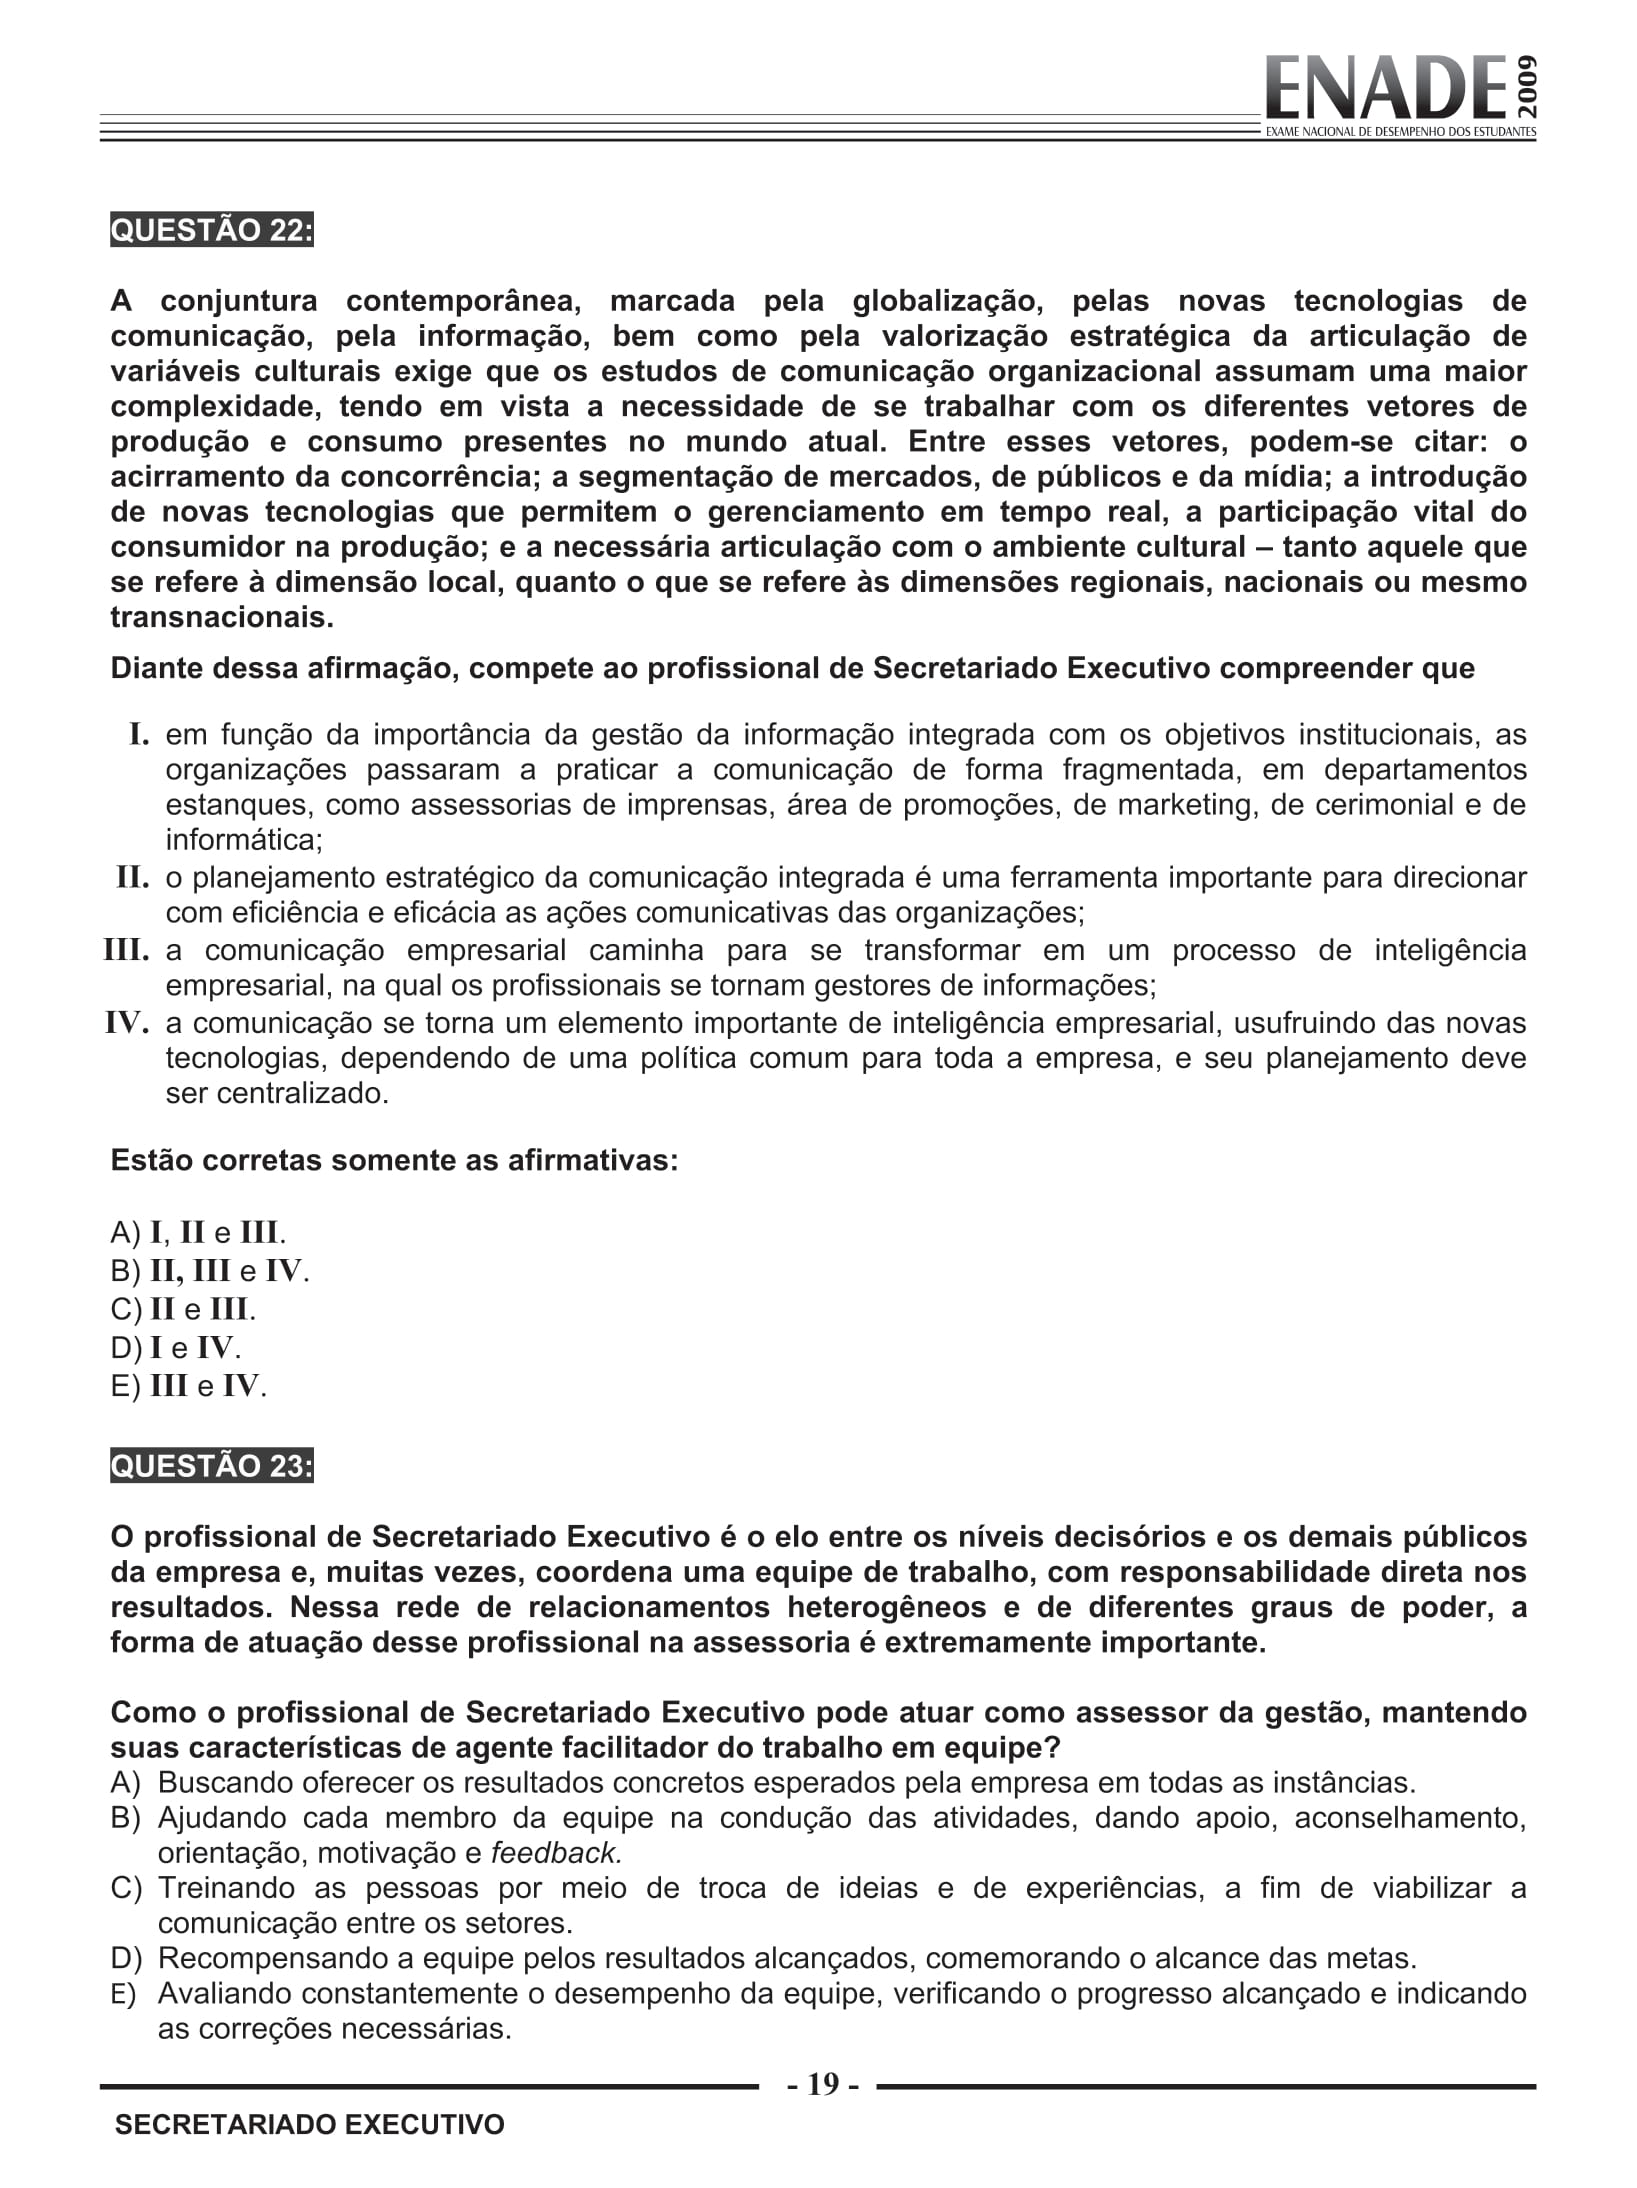 ENADE 2009
EXAME NACIONAL DE DESEMPENHO DOS ESTUDANTES
QUESTÃO 22:
A conjuntura contemporânea, marcada pela globalização, pelas novas tecnologias de
comunicação, pela informação, bem como pela valorização estratégica da articulação de
variáveis culturais exige que os estudos de comunicação organizacional assumam uma maior
complexidade, tendo em vista a necessidade de se trabalhar com os diferentes vetores de
produção e consumo presentes no mundo atual. Entre esses vetores, podem-se citar: o
acirramento da concorrência; a segmentação de mercados, de públicos e da mídia; a introdução
de novas tecnologias que permitem o gerenciamento em tempo real, a participação vital do
consumidor na produção; e a necessária articulação com o ambiente cultural – tanto aquele que
se refere à dimensão local, quanto o que se refere às dimensões regionais, nacionais ou mesmo
transnacionais.
Diante dessa afirmação, compete ao profissional de Secretariado Executivo compreender que
I. em função da importância da gestão da informação integrada com os objetivos institucionais, as
organizações passaram a praticar a comunicação de forma fragmentada, em departamentos
estanques, como assessorias de imprensas, área de promoções, de marketing, de cerimonial e de
informática;
II. o planejamento estratégico da comunicação integrada é uma ferramenta importante para direcionar
com eficiência e eficácia as ações comunicativas das organizações;
III. a comunicação empresarial caminha para se transformar em um processo de inteligência
empresarial, na qual os profissionais se tornam gestores de informações;
IV. a comunicação se torna um elemento importante de inteligência empresarial, usufruindo das novas
tecnologias, dependendo de uma política comum para toda a empresa, e seu planejamento deve
ser centralizado.
Estão corretas somente as afirmativas:
A) I, II e III.
B) II, III e IV.
C) II e III.
D) I e IV.
E) III e IV.
QUESTÃO 23:
O profissional de Secretariado Executivo é o elo entre os níveis decisórios e os demais públicos
da empresa e, muitas vezes, coordena uma equipe de trabalho, com responsabilidade direta nos
resultados. Nessa rede de relacionamentos heterogêneos e de diferentes graus de poder, a
forma de atuação desse profissional na assessoria é extremamente importante.
Como o profissional de Secretariado Executivo pode atuar como assessor da gestão, mantendo
suas características de agente facilitador do trabalho em equipe?
A) Buscando oferecer os resultados concretos esperados pela empresa em todas as instâncias.
B) Ajudando cada membro da equipe na condução das atividades, dando apoio, aconselhamento,
orientação, motivação e feedback.
C) Treinando as pessoas por meio de troca de ideias e de experiências, a fim de viabilizar a
comunicação entre os setores.
D) Recompensando a equipe pelos resultados alcançados, comemorando o alcance das metas.
E) Avaliando constantemente o desempenho da equipe, verificando o progresso alcançado e indicando
as correções necessárias.
- 19 -
SECRETARIADO EXECUTIVO